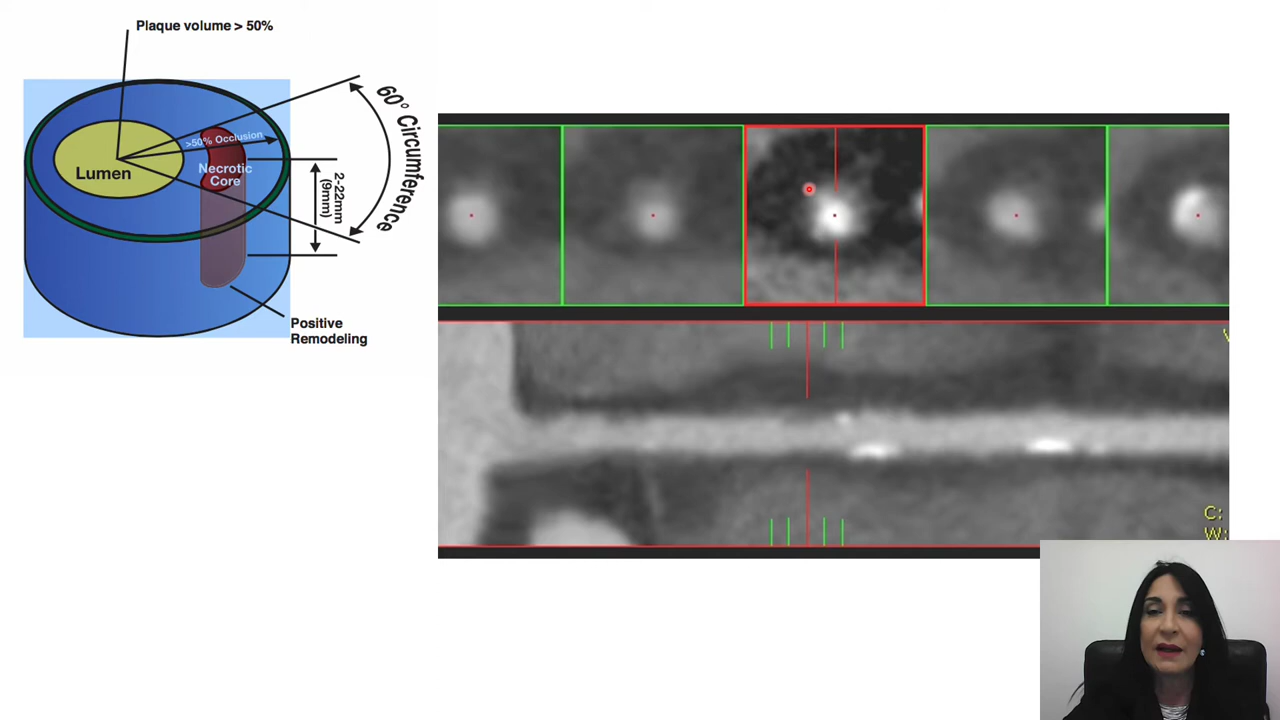 Plaque volume > 50%
60° Circumference
>50% Occlusion
Lumen
Necrotic
Core
2-22mm
(9mm)
Positive
Remodeling
C:
W: